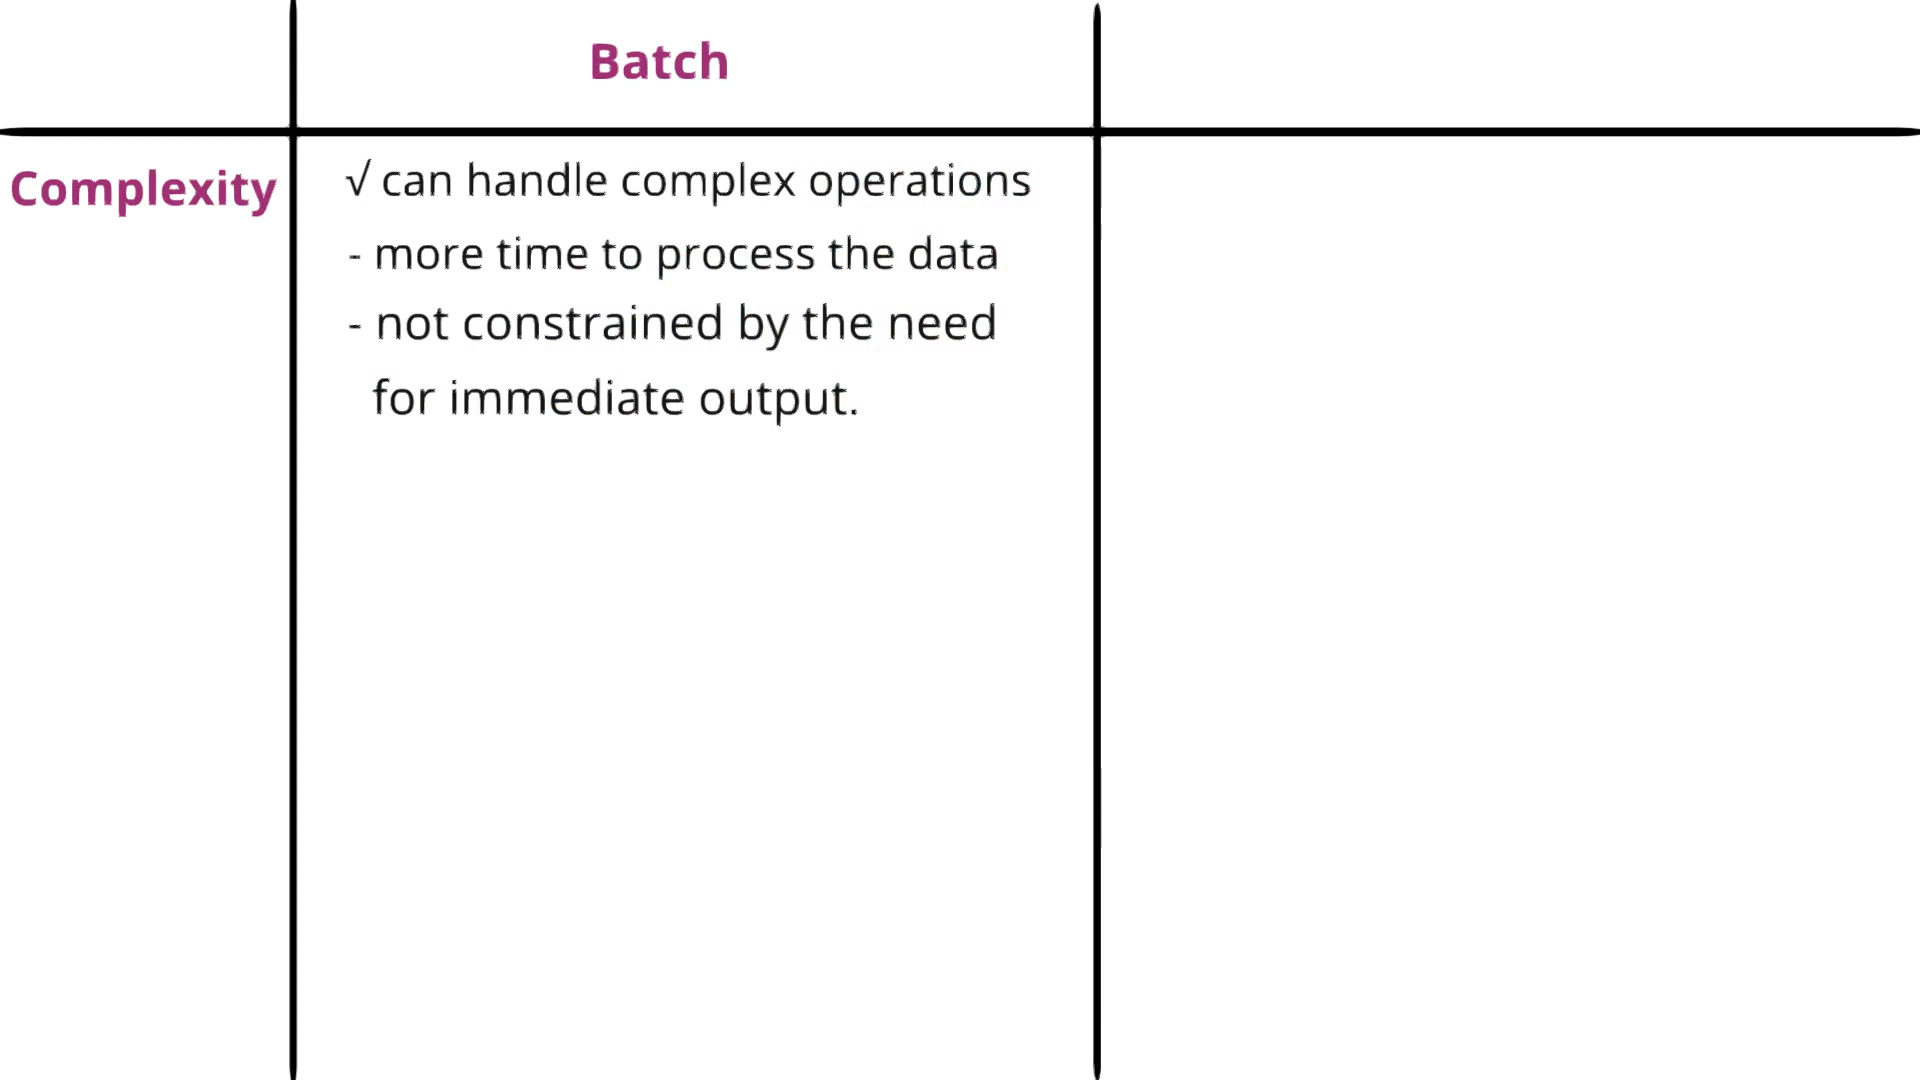 Batch
Complexity
√ can handle complex operations
- more time to process the data
- not constrained by the need
for immediate output.